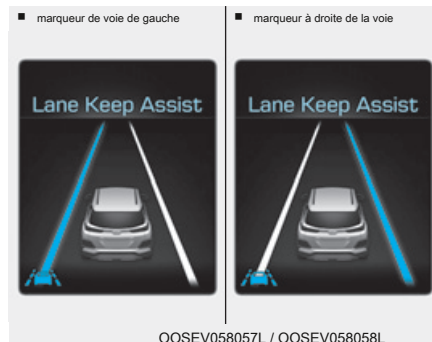 ■ marqueur de voie de gauche
■ marqueur à droite de la voie
Lane Keep Assist
Lane Keep Assist
OOSEV058057L / OOSEV058058L